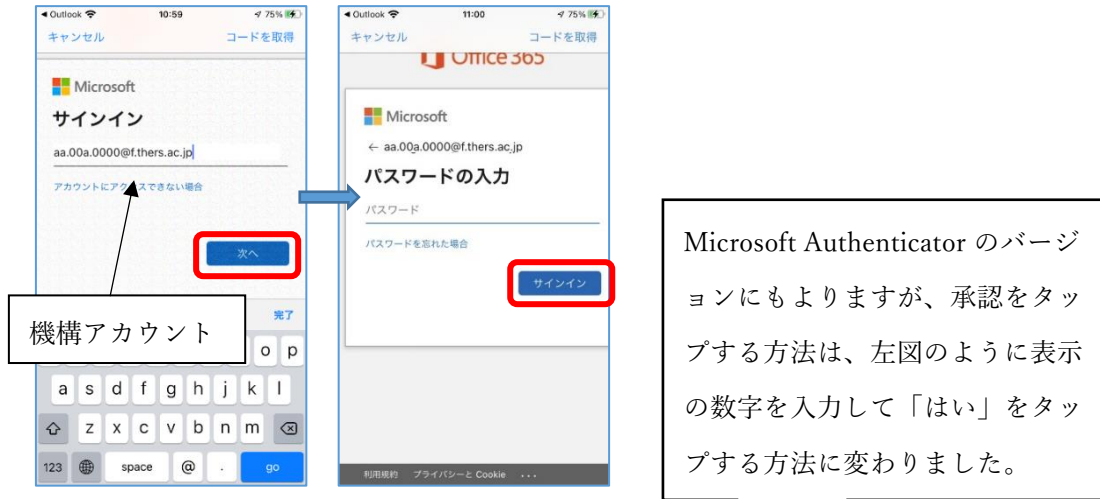 Outlook 10:59 75%
キャンセル コードを取得
Microsoft
サインイン
aa.00a.0000@f.thers.ac.jp
アカウントにアクセスできない場合
次へ
機構アカウント
完了
o p
a s d f g h j k l
z x c v b n m
123 space @ . go
Outlook 11:00 75%
キャンセル コードを取得
Office 365
Microsoft
← aa.00a.0000@f.thers.ac.jp
パスワードの入力
パスワード
パスワードを忘れた場合
サインイン
利用規約 プライバシーと Cookie ...
Microsoft Authenticator のバージ
ョンにもよりますが、承認をタッ
プする方法は、左図のように表示
の数字を入力して「はい」をタッ
プする方法に変わりました。